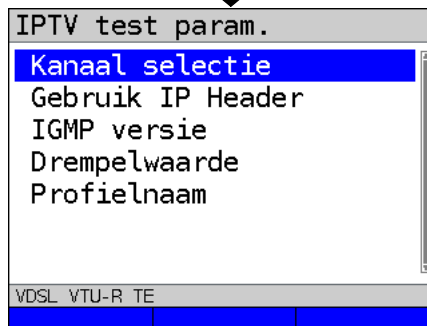 IPTV test param.
Kanaal selectie
Gebruik IP Header
IGMP versie
Drempelwaarde
Profielnaam
VDSL VTU-R TE